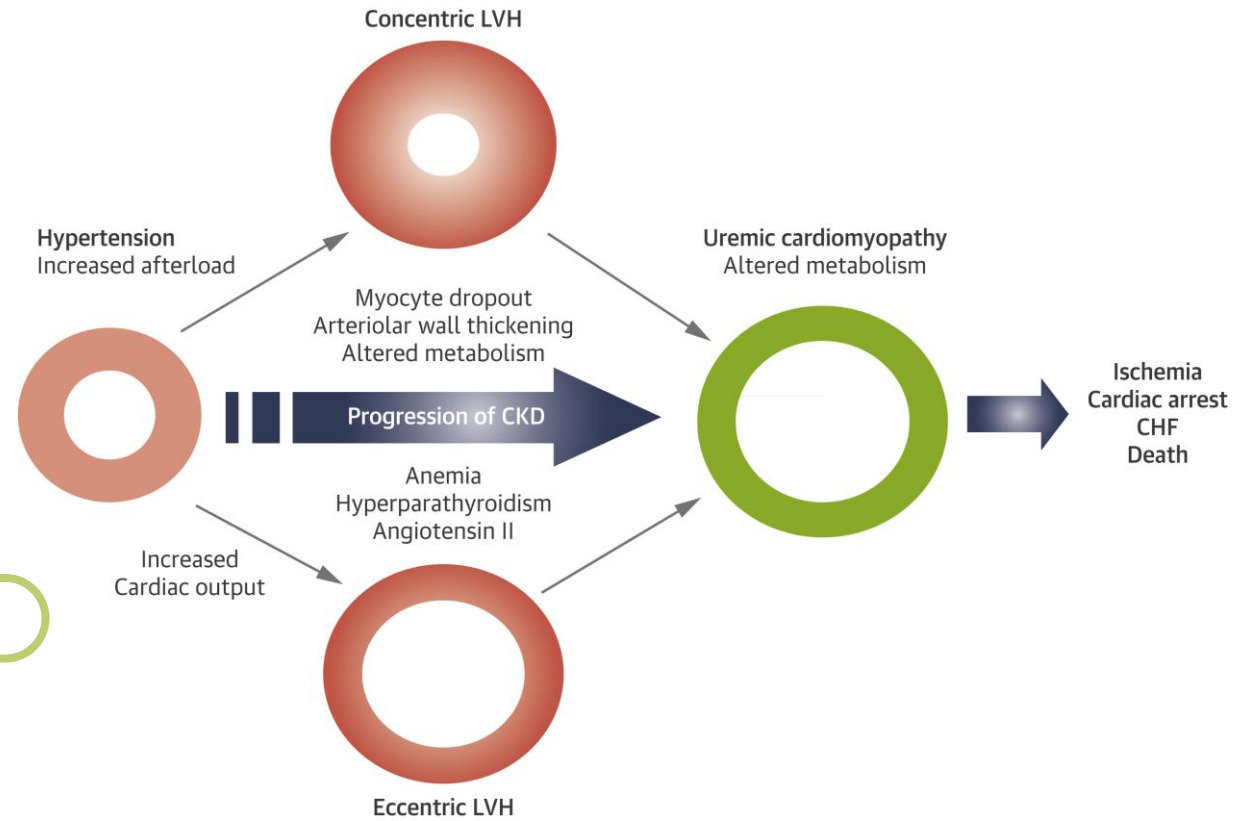 Concentric LVH
Hypertension
Increased afterload
Uremic cardiomyopathy
Altered metabolism
Myocyte dropout
Arteriolar wall thickening
Altered metabolism
Progression of CKD
Ischemia
Cardiac arrest
CHF
Death
Anemia
Hyperparathyroidism
Angiotensin II
Increased
Cardiac output
Eccentric LVH